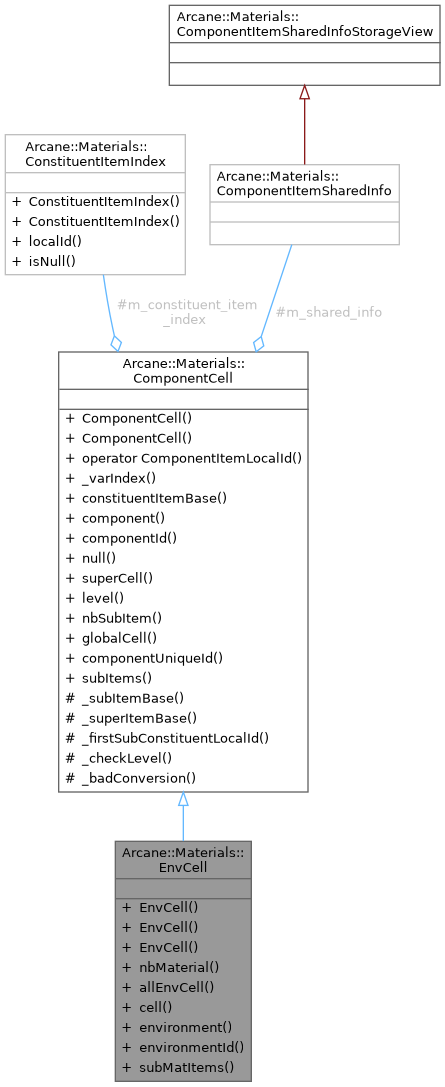 Arcane::Materials::
ComponentItemSharedInfoStorageView
Arcane::Materials::
ConstituentItemIndex
+ ConstituentItemIndex()
+ ConstituentItemIndex()
+ localId()
+ isNull()
Arcane::Materials::
ComponentItemSharedInfo
#m_constituent_item
_index
#m_shared_info
Arcane::Materials::
ComponentCell
+ ComponentCell()
+ ComponentCell()
+ operator ComponentItemLocalId()
+ _varIndex()
+ constituentItemBase()
+ component()
+ componentId()
+ null()
+ superCell()
+ level()
+ nbSubItem()
+ globalCell()
+ componentUniqueId()
+ subItems()
# _subItemBase()
# _superItemBase()
# _firstSubConstituentLocalId()
# _checkLevel()
# _badConversion()
Arcane::Materials::
EnvCell
+ EnvCell()
+ EnvCell()
+ EnvCell()
+ nbMaterial()
+ allEnvCell()
+ cell()
+ environment()
+ environmentId()
+ subMatItems()